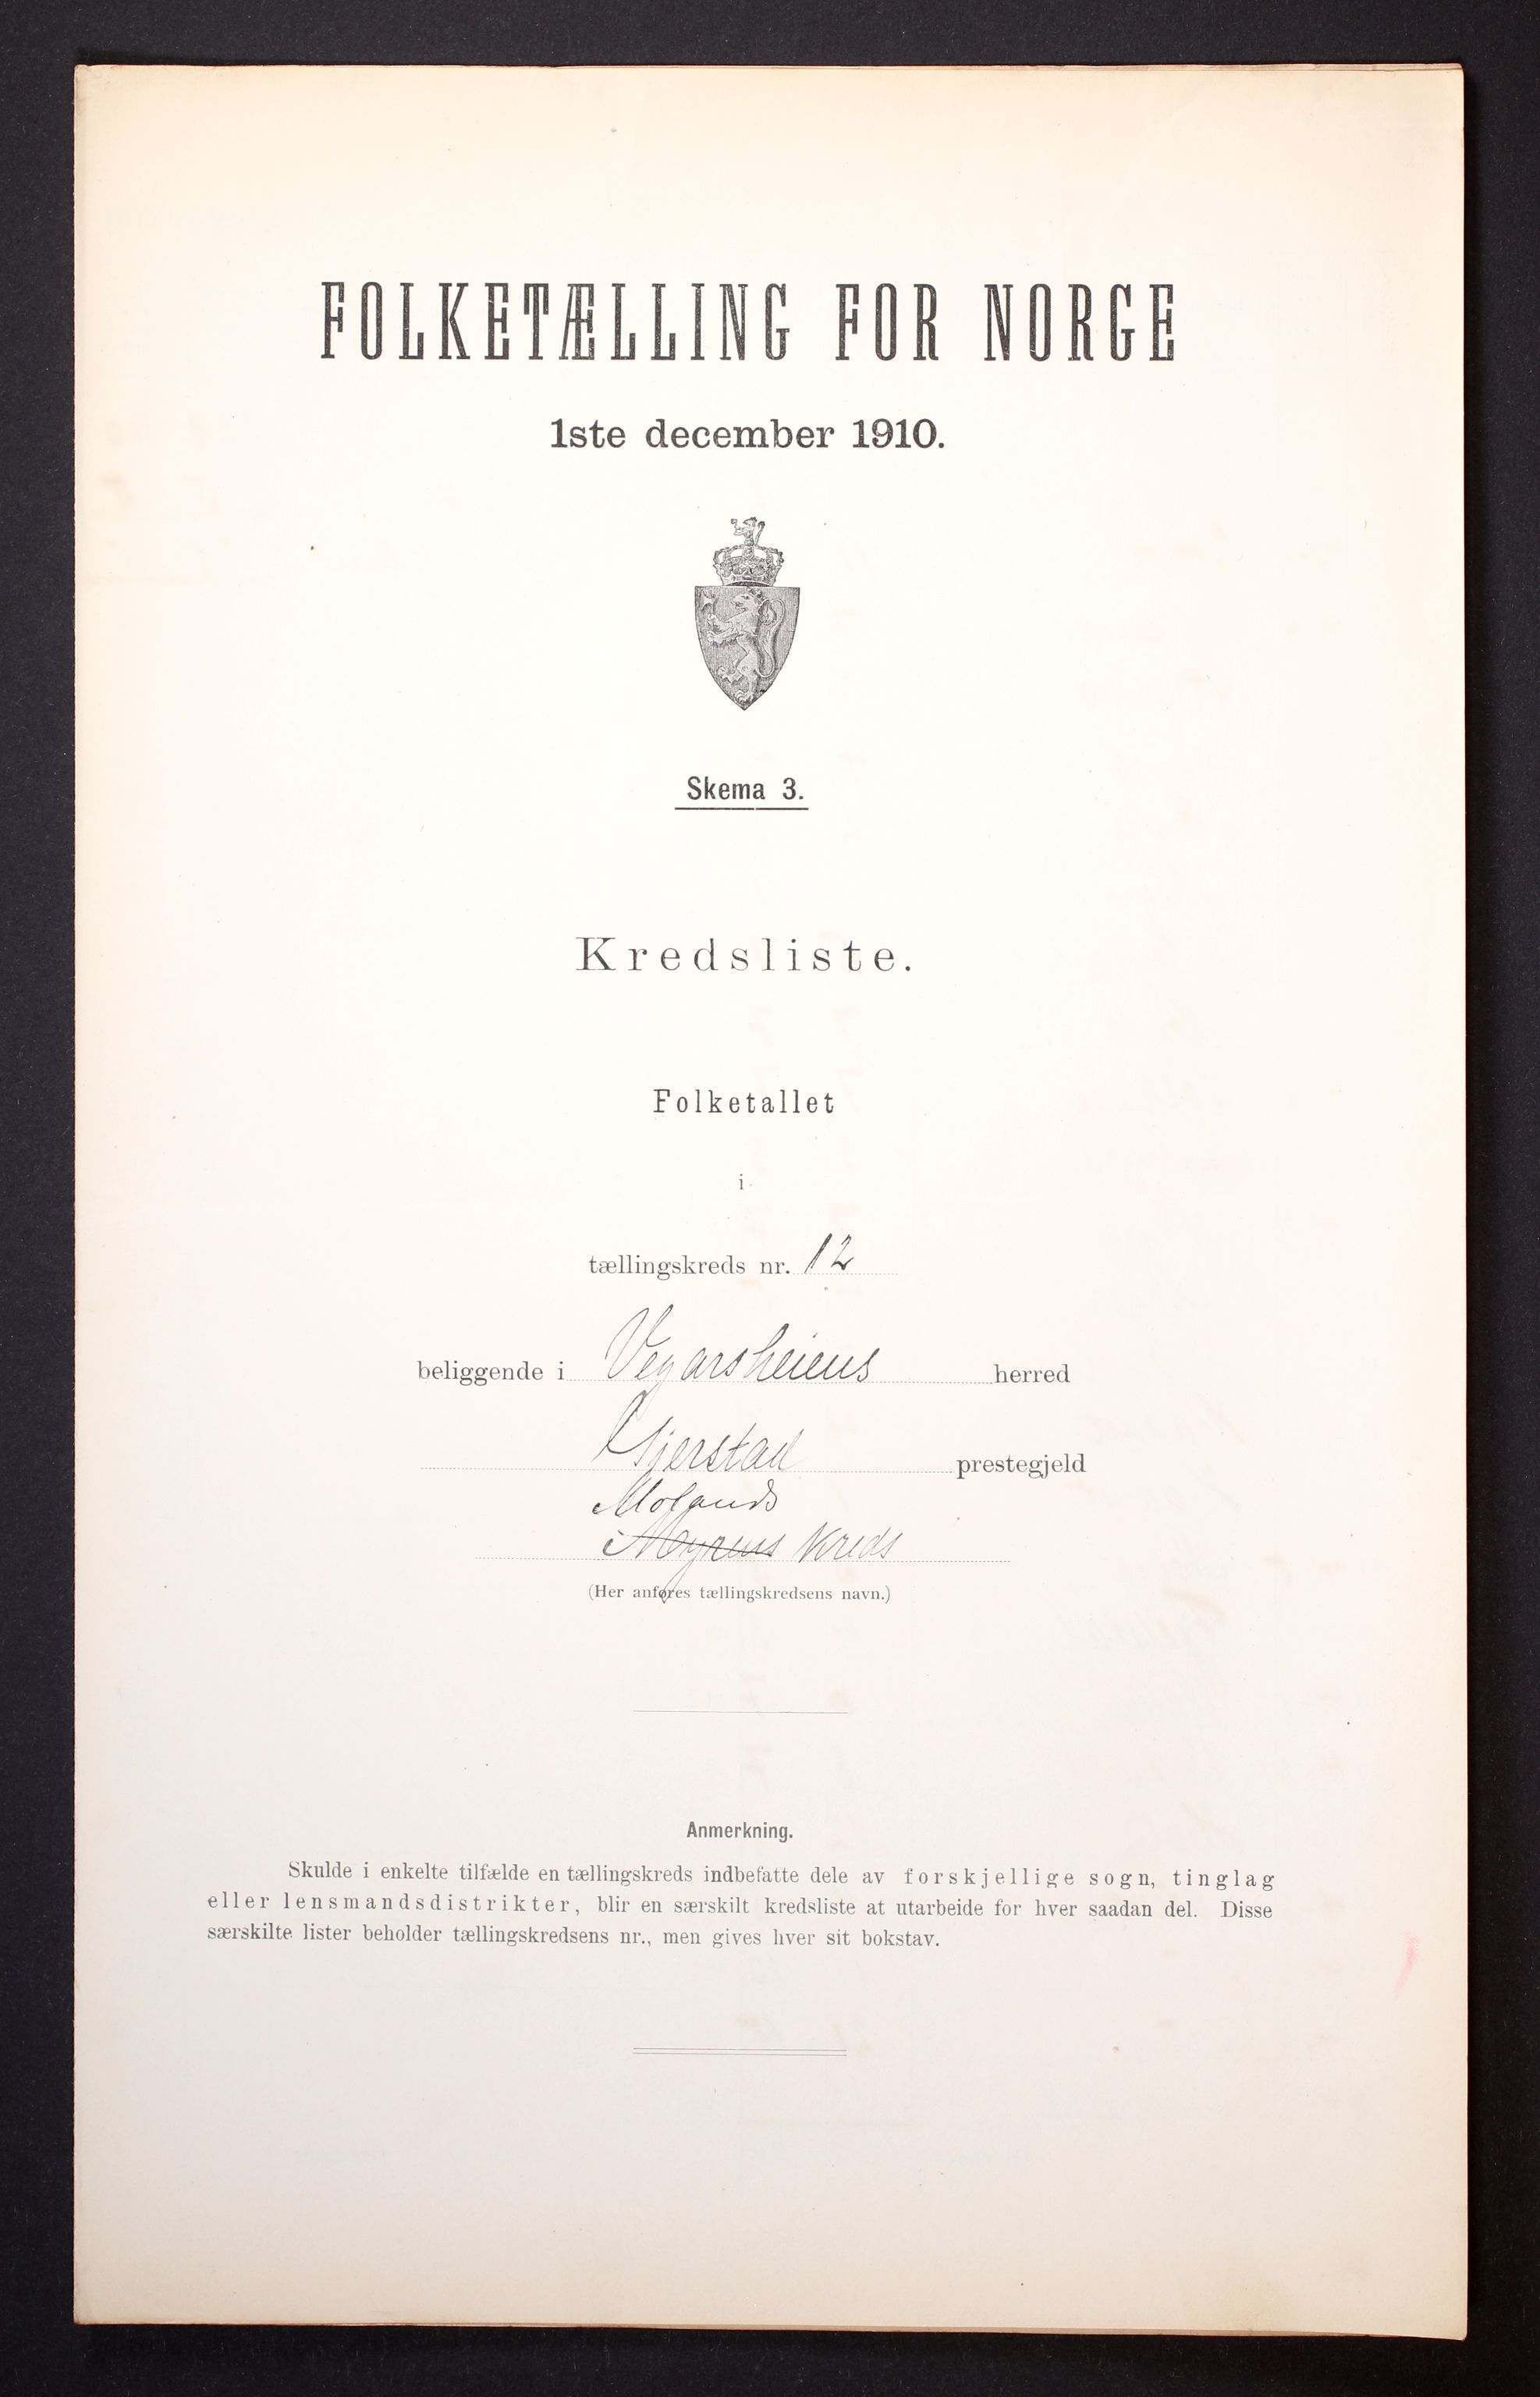 FOLKETÆLLING FOR NORGE
1ste december 1910.
Skema 3.
Kredsliste.
Folketallet
i
tællingskreds nr. 12
beliggende i Vegarsheiens herred
Gjerstad prestegjeld
Molands
Myrens Kreds
(Her anføres tællingskredsens navn.)
Anmerkning.
Skulde i enkelte tilfælde en tællingskreds indbefatte dele av forskjellige sogn, tinglag
eller lensmandsdistrikter, blir en særskilt kredsliste at utarbeide for hver saadan del. Disse
særskilte lister beholder tællingskredsens nr., men gives hver sit bokstav.